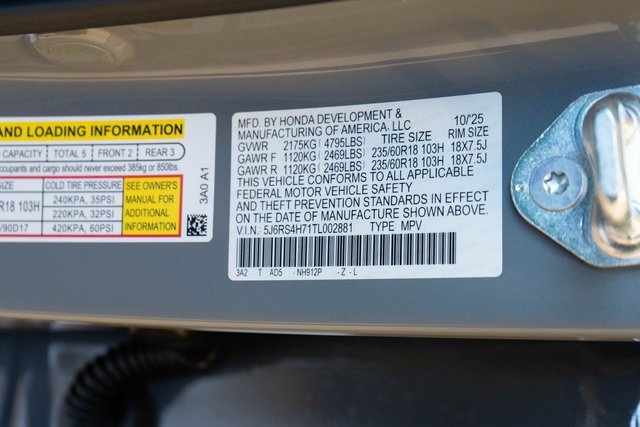 AND LOADING INFORMATION
CAPACITY TOTAL 5 FRONT 2 REAR 3
occupants and cargo should never exceed 385kg or 850lbs.
SIZE COLD TIRE PRESSURE SEE OWNER'S MANUAL FOR ADDITIONAL INFORMATION
R18 103H 240KPA, 35PSI
220KPA, 32PSI
/90D17 420KPA, 60PSI
3A0 A1
MFD. BY HONDA DEVELOPMENT & 10/'25
MANUFACTURING OF AMERICA, LLC
GVWR 2175KG(4795LBS) TIRE SIZE RIM SIZE
GAWR F 1120KG(2469LBS) 235/60R18 103H 18X7.5J
GAWR R 1120KG(2469LBS) 235/60R18 103H 18X7.5J
THIS VEHICLE CONFORMS TO ALL APPLICABLE
FEDERAL MOTOR VEHICLE SAFETY
AND THEFT PREVENTION STANDARDS IN EFFECT
ON THE DATE OF MANUFACTURE SHOWN ABOVE.
V.I.N. 5J6RS4H71TL002881 TYPE MPV
3A2 T AD5 -NH912P -Z-L